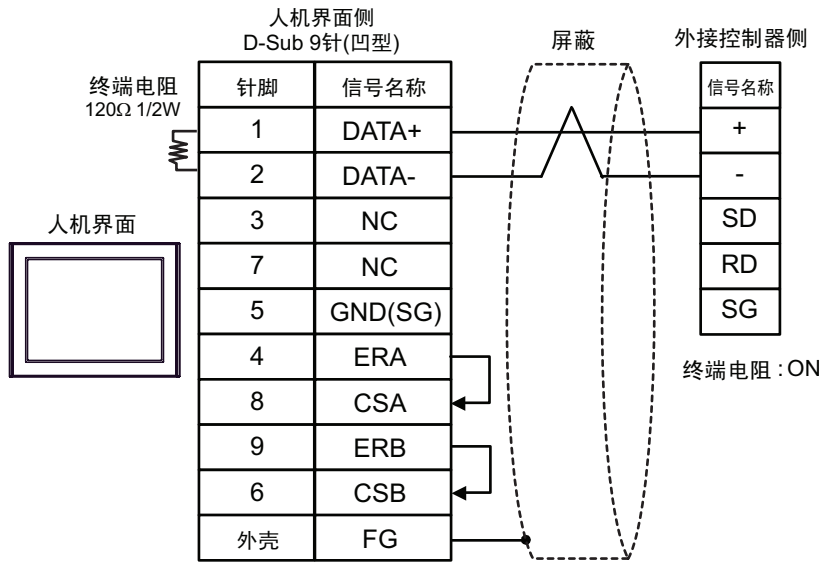 人机界面侧
D-Sub 9针(凹型)
屏蔽
外接控制器侧
终端电阻
120Ω 1/2W
针脚 信号名称
信号名称
1 DATA+
+
2 DATA-
-
3 NC
SD
人机界面
7 NC
RD
5 GND(SG)
SG
4 ERA
终端电阻:ON
8 CSA
9 ERB
6 CSB
外壳 FG